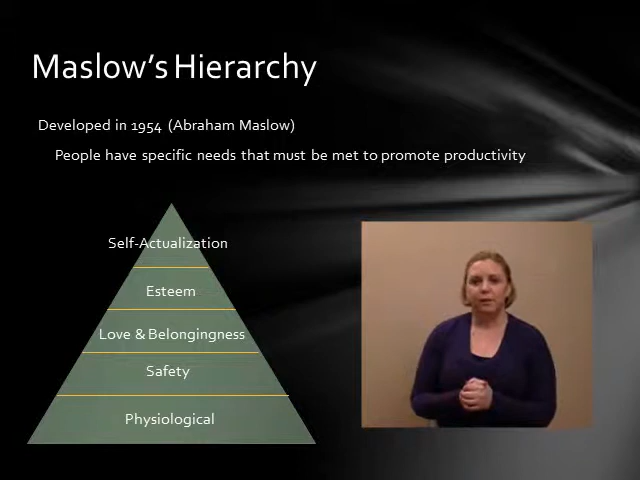 Maslow's Hierarchy
Developed in 1954 (Abraham Maslow)
People have specific needs that must be met to promote productivity
Self-Actualization
Esteem
Love & Belongingness
Safety
Physiological